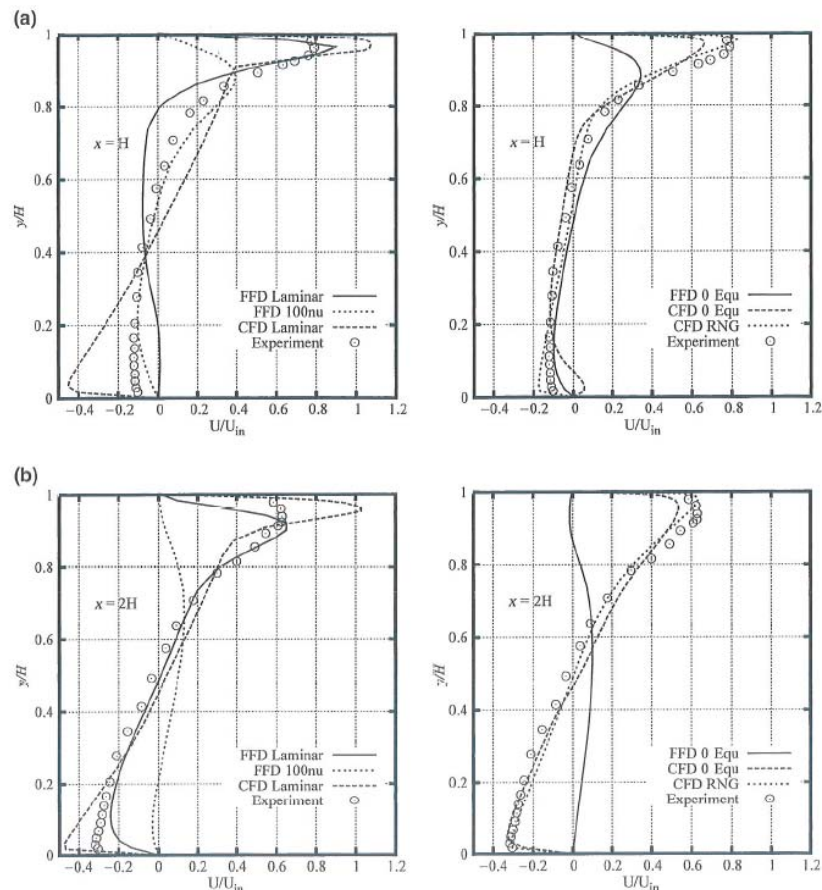 (a)
1
0.8
x = H
0.6
y/H
0.4
FFD Laminar
FFD 100nu
CFD Laminar
Experiment
0.2
0
−0.4 −0.2 0 0.2 0.4 0.6 0.8 1 1.2
U/Uin
1
0.8
x = H
0.6
y/H
0.4
FFD 0 Equ
CFD 0 Equ
CFD RNG
Experiment
0.2
0
−0.4 −0.2 0 0.2 0.4 0.6 0.8 1 1.2
U/Uin
(b)
1
0.8
x = 2H
0.6
y/H
0.4
FFD Laminar
FFD 100nu
CFD Laminar
Experiment
0.2
0
−0.4 −0.2 0 0.2 0.4 0.6 0.8 1 1.2
U/Uin
1
0.8
x = 2H
0.6
y/H
0.4
FFD 0 Equ
CFD 0 Equ
CFD RNG
Experiment
0.2
0
−0.4 −0.2 0 0.2 0.4 0.6 0.8 1 1.2
U/Uin